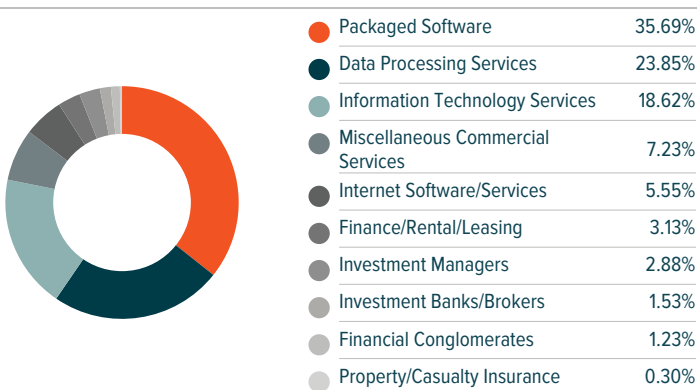 Packaged Software 35.69%
Data Processing Services 23.85%
Information Technology Services 18.62%
Miscellaneous Commercial
Services 7.23%
Internet Software/Services 5.55%
Finance/Rental/Leasing 3.13%
Investment Managers 2.88%
Investment Banks/Brokers 1.53%
Financial Conglomerates 1.23%
Property/Casualty Insurance 0.30%